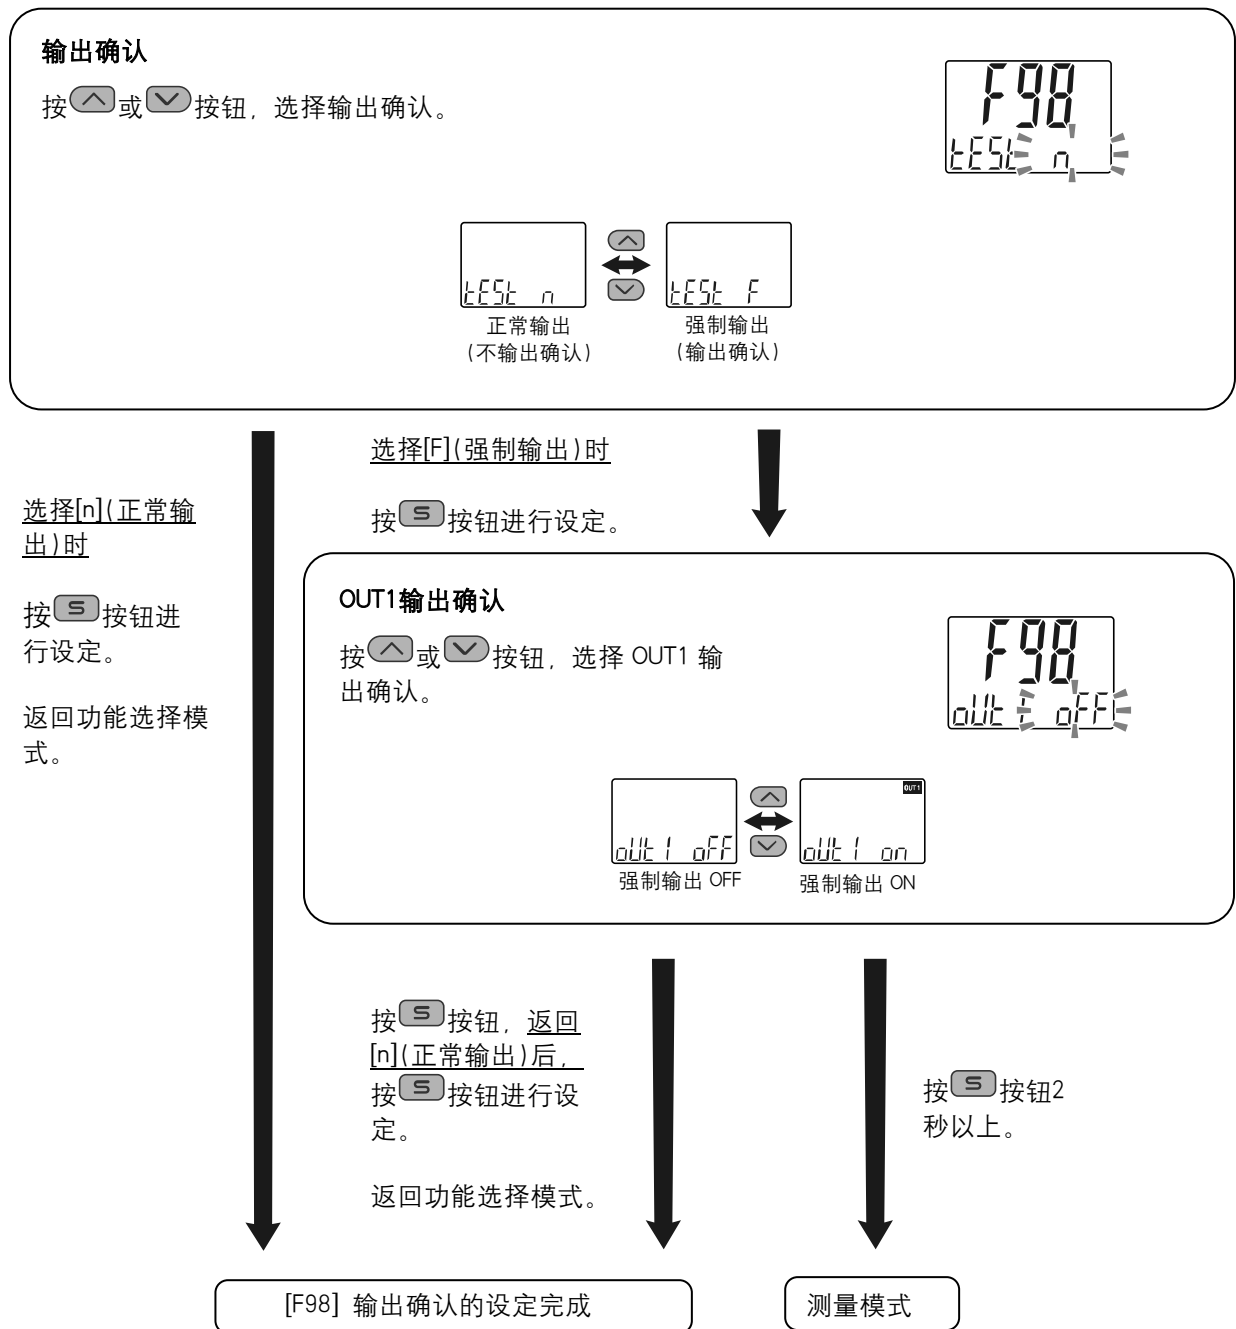 输出确认
按 或 按钮，选择输出确认。
F98
tESt n
tESt n
tESt F
正常输出
(不输出确认)
强制输出
(输出确认)
选择[F](强制输出)时
按 S 按钮进行设定。
选择[n](正常输
出)时
按 S 按钮进
行设定。
返回功能选择模
式。
OUT1输出确认
按 或 按钮，选择 OUT1 输
出确认。
F98
oUt1 oFF
oUt1 oFF
OUT1
oUt1 on
强制输出 OFF
强制输出 ON
按 S 按钮，返回
[n](正常输出)后，
按 S 按钮进行设
定。
返回功能选择模式。
按 S 按钮2
秒以上。
[F98] 输出确认的设定完成
测量模式